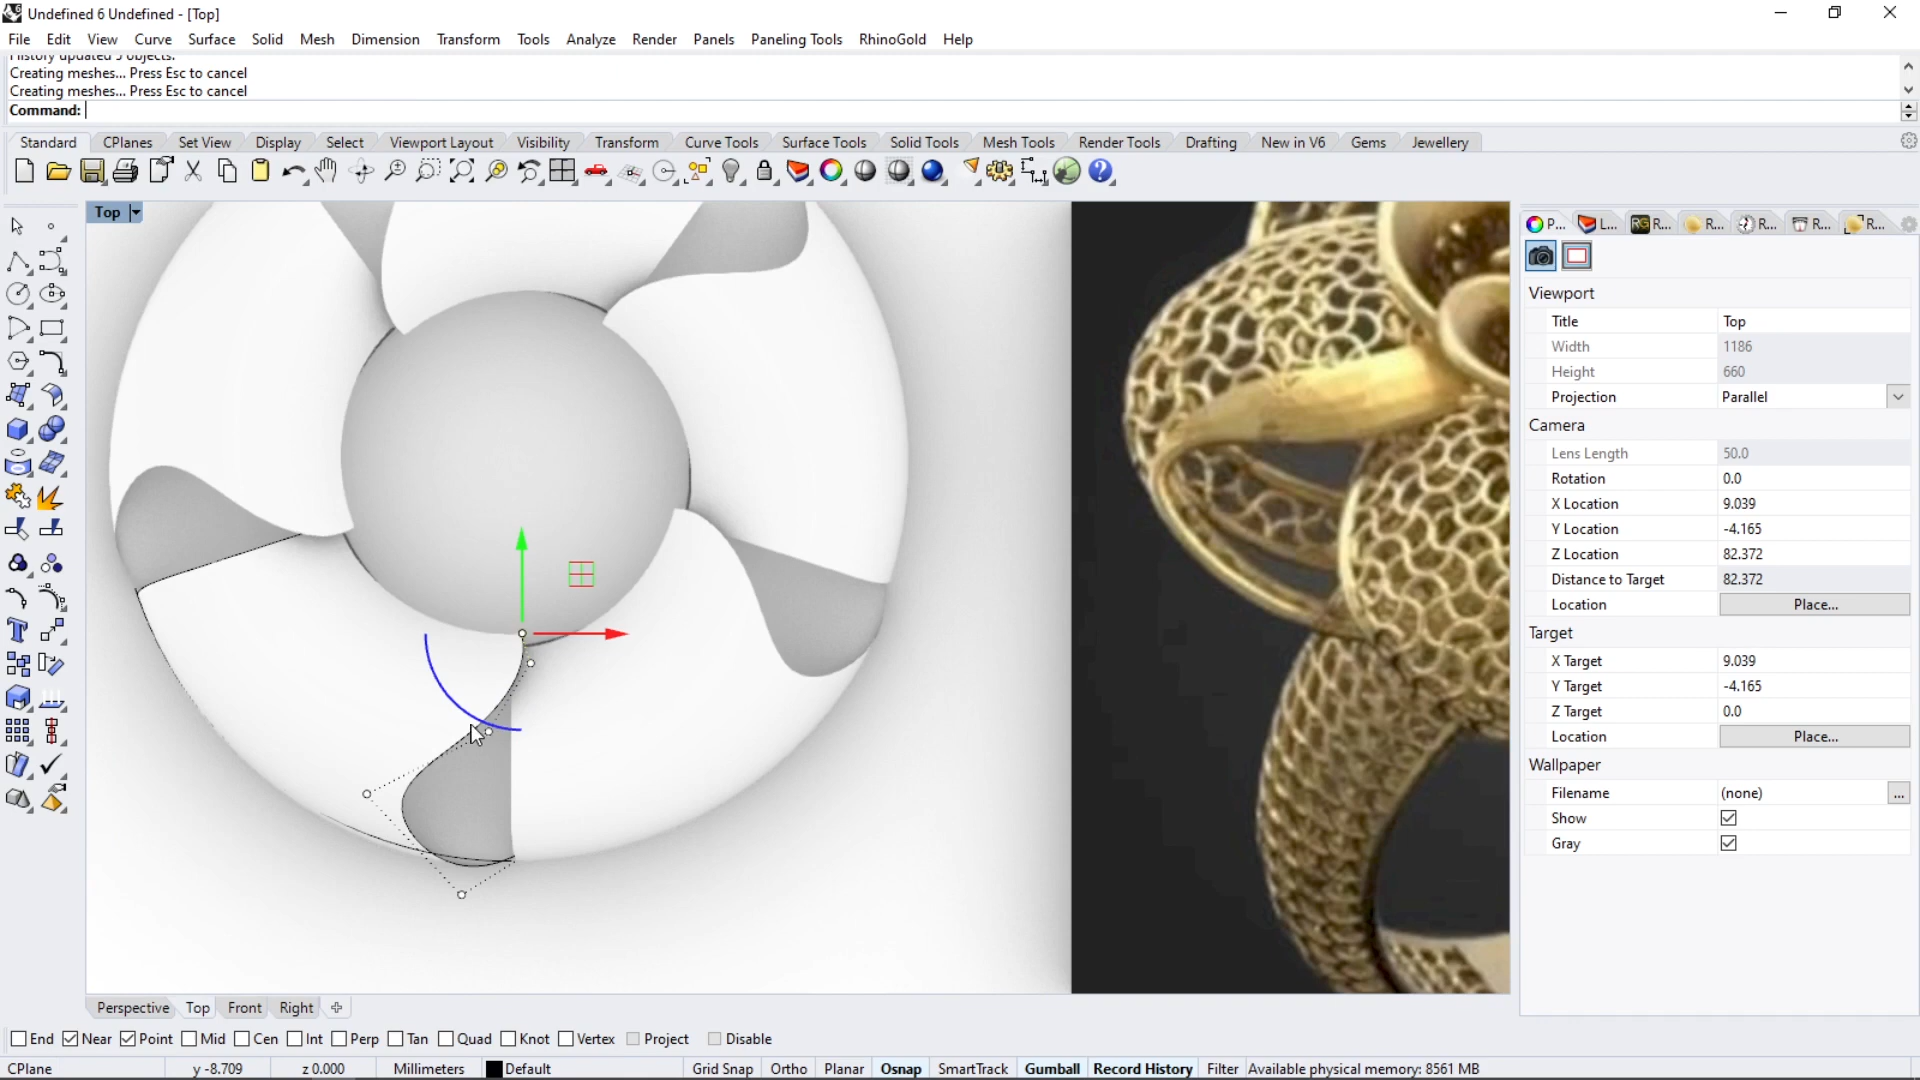 Undefined 6 Undefined - [Top]
File Edit View Curve Surface Solid Mesh Dimension Transform Tools Analyze Render Panels Paneling Tools RhinoGold Help
History updated 5 objects.
Creating meshes... Press Esc to cancel
Creating meshes... Press Esc to cancel
Command:
Standard CPlanes Set View Display Select Viewport Layout Visibility Transform Curve Tools Surface Tools Solid Tools Mesh Tools Render Tools Drafting New in V6 Gems Jewellery
Top
P... L... R... R... R... R... R...
Viewport
Title Top
Width 1186
Height 660
Projection Parallel
Camera
Lens Length 50.0
Rotation 0.0
X Location 9.039
Y Location -4.165
Z Location 82.372
Distance to Target 82.372
Location Place...
Target
X Target 9.039
Y Target -4.165
Z Target 0.0
Location Place...
Wallpaper
Filename (none) ...
Show
Gray
Perspective Top Front Right
End Near Point Mid Cen Int Perp Tan Quad Knot Vertex Project Disable
CPlane y -8.709 z 0.000 Millimeters Default Grid Snap Ortho Planar Osnap SmartTrack Gumball Record History Filter Available physical memory: 8561 MB